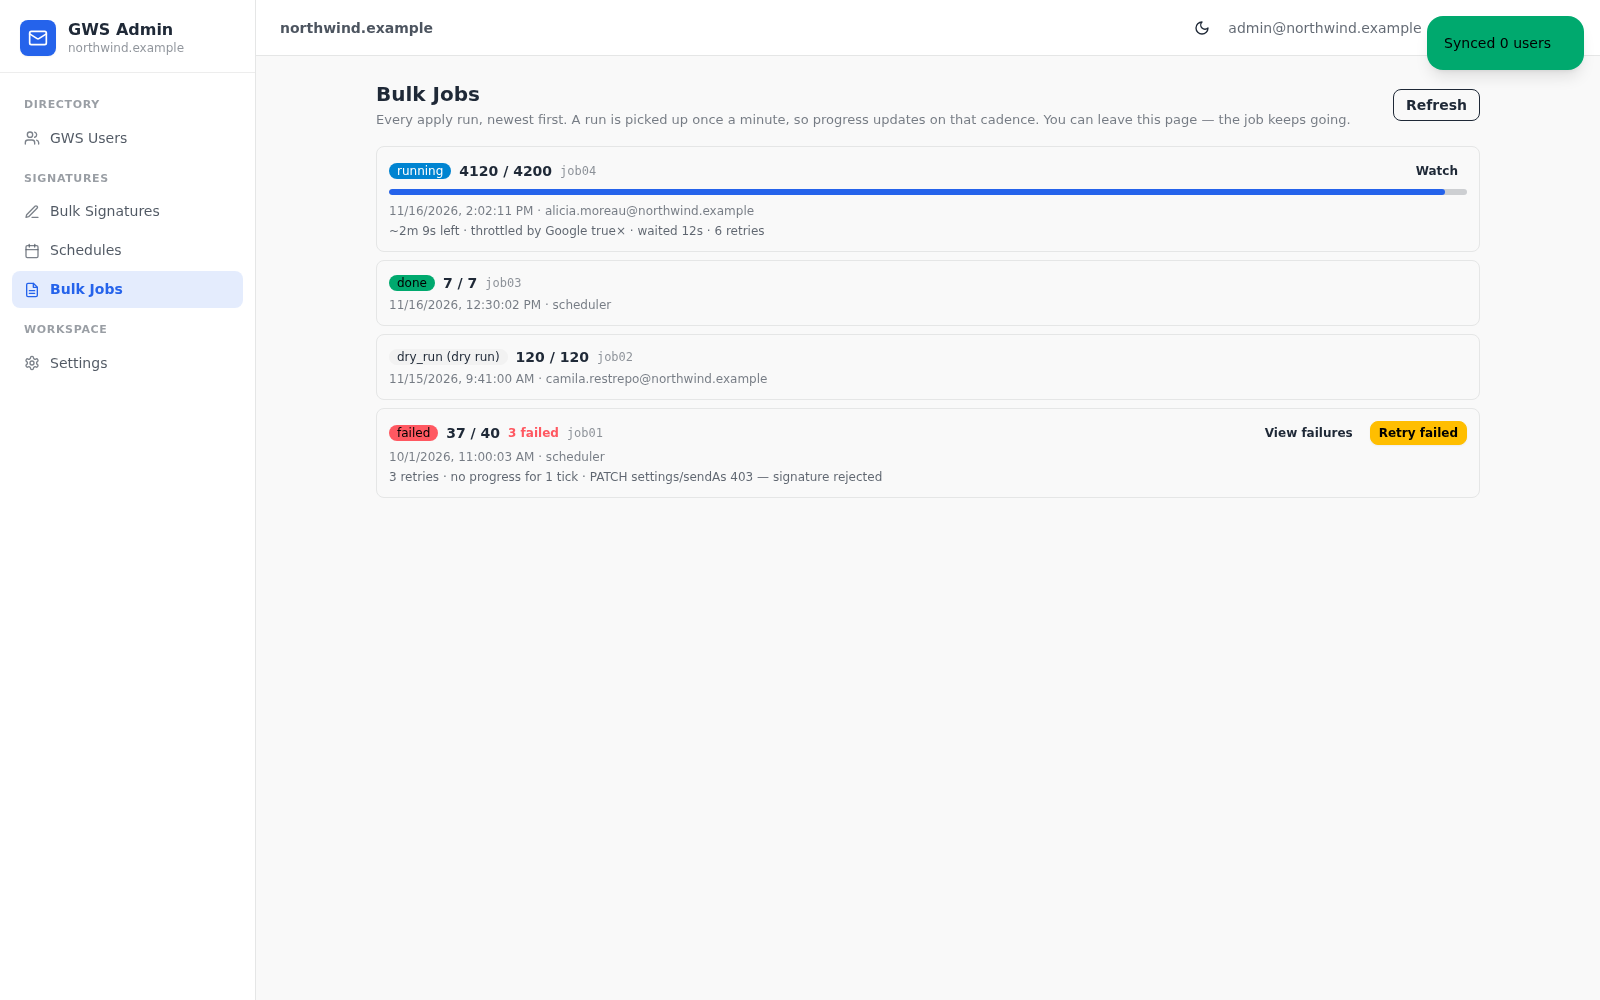 GWS Admin
northwind.example
DIRECTORY
GWS Users
SIGNATURES
Bulk Signatures
Schedules
Bulk Jobs
WORKSPACE
Settings
northwind.example
admin@northwind.example
Synced 0 users
Bulk Jobs
Every apply run, newest first. A run is picked up once a minute, so progress updates on that cadence. You can leave this page — the job keeps going.
Refresh
running 4120 / 4200 job04 Watch
11/16/2026, 2:02:11 PM · alicia.moreau@northwind.example
~2m 9s left · throttled by Google true× · waited 12s · 6 retries
done 7 / 7 job03
11/16/2026, 12:30:02 PM · scheduler
dry_run (dry run) 120 / 120 job02
11/15/2026, 9:41:00 AM · camila.restrepo@northwind.example
failed 37 / 40 3 failed job01 View failures Retry failed
10/1/2026, 11:00:03 AM · scheduler
3 retries · no progress for 1 tick · PATCH settings/sendAs 403 — signature rejected